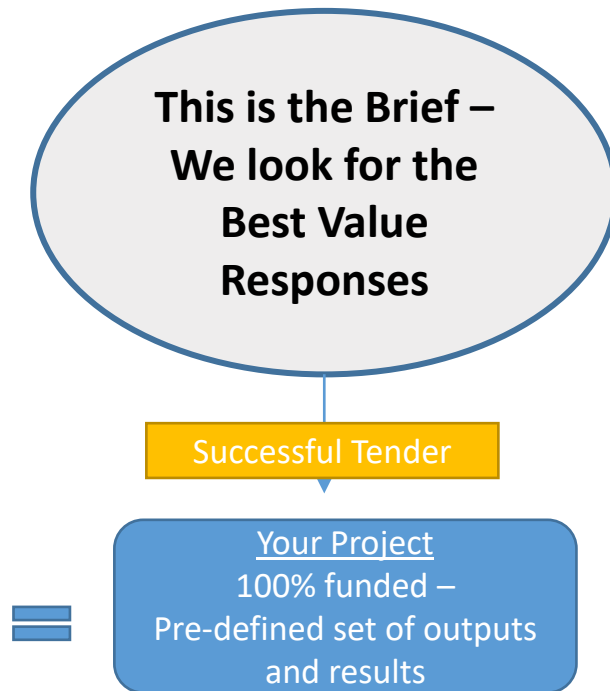 This is the Brief –
We look for the
Best Value
Responses
Successful Tender
Your Project
100% funded –
Pre-defined set of outputs
and results